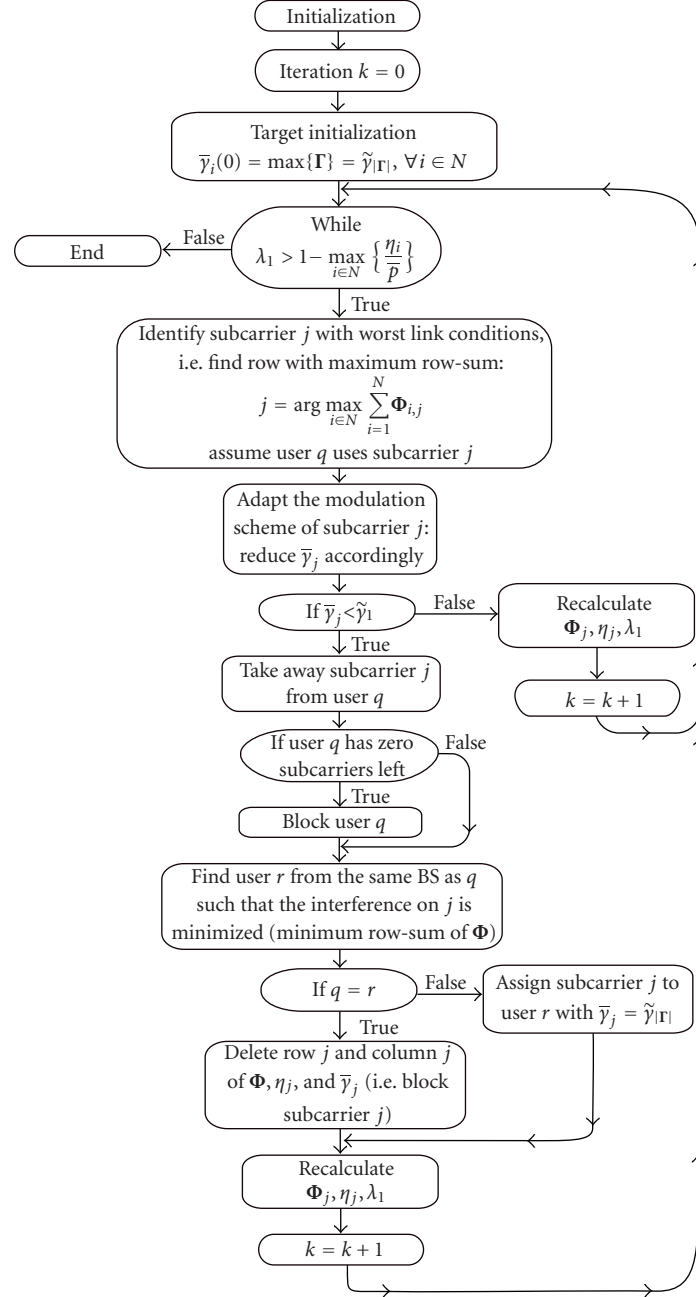 Initialization
Iteration k = 0
Target initialization
γ̅ᵢ(0) = max{Γ} = γ̃|Γ|, ∀i ∈ N
While
λ₁ > 1 − max i∈N {ηᵢ/p̅}
False
End
True
Identify subcarrier j with worst link conditions,
i.e. find row with maximum row-sum:
j = arg max i∈N ∑ i=1 N Φi,j
assume user q uses subcarrier j
Adapt the modulation
scheme of subcarrier j:
reduce γ̅ⱼ accordingly
If γ̅ⱼ < γ̃₁
False
Recalculate
Φⱼ, ηⱼ, λ₁
k = k + 1
True
Take away subcarrier j
from user q
If user q has zero
subcarriers left
False
True
Block user q
Find user r from the same BS as q
such that the interference on j is
minimized (minimum row-sum of Φ)
If q = r
False
Assign subcarrier j to
user r with γ̅ⱼ = γ̃|Γ|
True
Delete row j and column j
of Φ, ηⱼ, and γ̅ⱼ (i.e. block
subcarrier j)
Recalculate
Φⱼ, ηⱼ, λ₁
k = k + 1